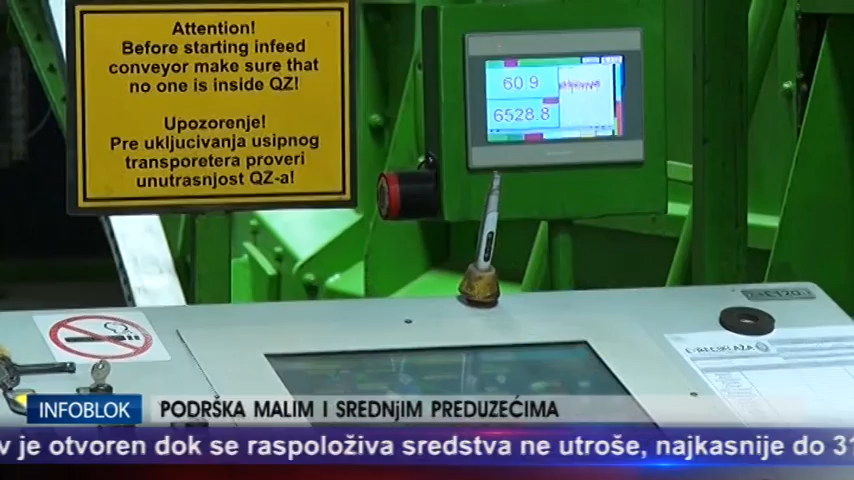 Attention!
Before starting infeed
conveyor make sure that
no one is inside QZ!
Upozorenje!
Pre uključivanja usipnog
transporetera proveri
unutrasnjost QZ-a!
60.9
6528.8
E-RECIKLAŽA
INFOBLOK
PODRŠKA MALIM I SREDNjIM PREDUZEĆIMA
v je otvoren dok se raspoloživa sredstva ne utroše, najkasnije do 31